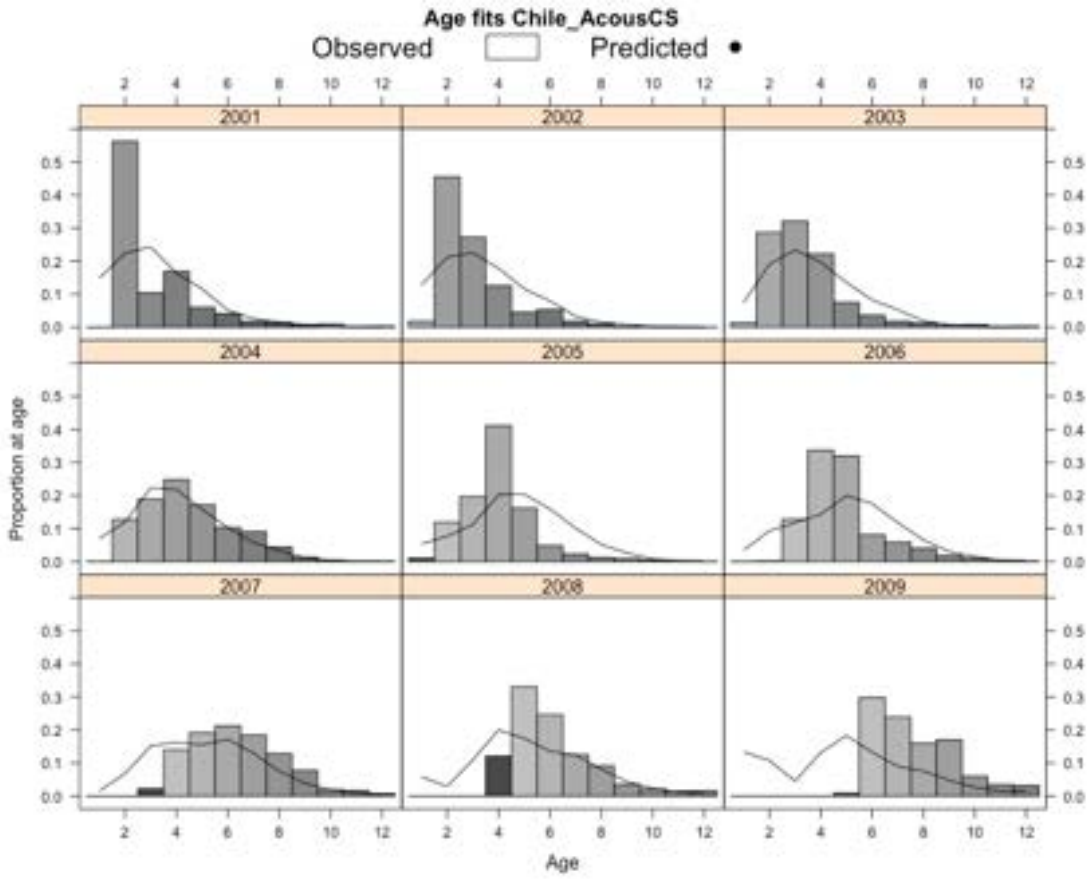 Age fits Chile_AcousCS
Observed Predicted
2 4 6 8 10 12 2 4 6 8 10 12 2 4 6 8 10 12
2001 2002 2003
0.5 0.5
0.4 0.4
0.3 0.3
0.2 0.2
0.1 0.1
0.0 0.0
2004 2005 2006
0.5 0.5
0.4 0.4
0.3 0.3
0.2 0.2
0.1 0.1
0.0 0.0
Proportion at age
2007 2008 2009
0.5 0.5
0.4 0.4
0.3 0.3
0.2 0.2
0.1 0.1
0.0 0.0
2 4 6 8 10 12 2 4 6 8 10 12 2 4 6 8 10 12
Age